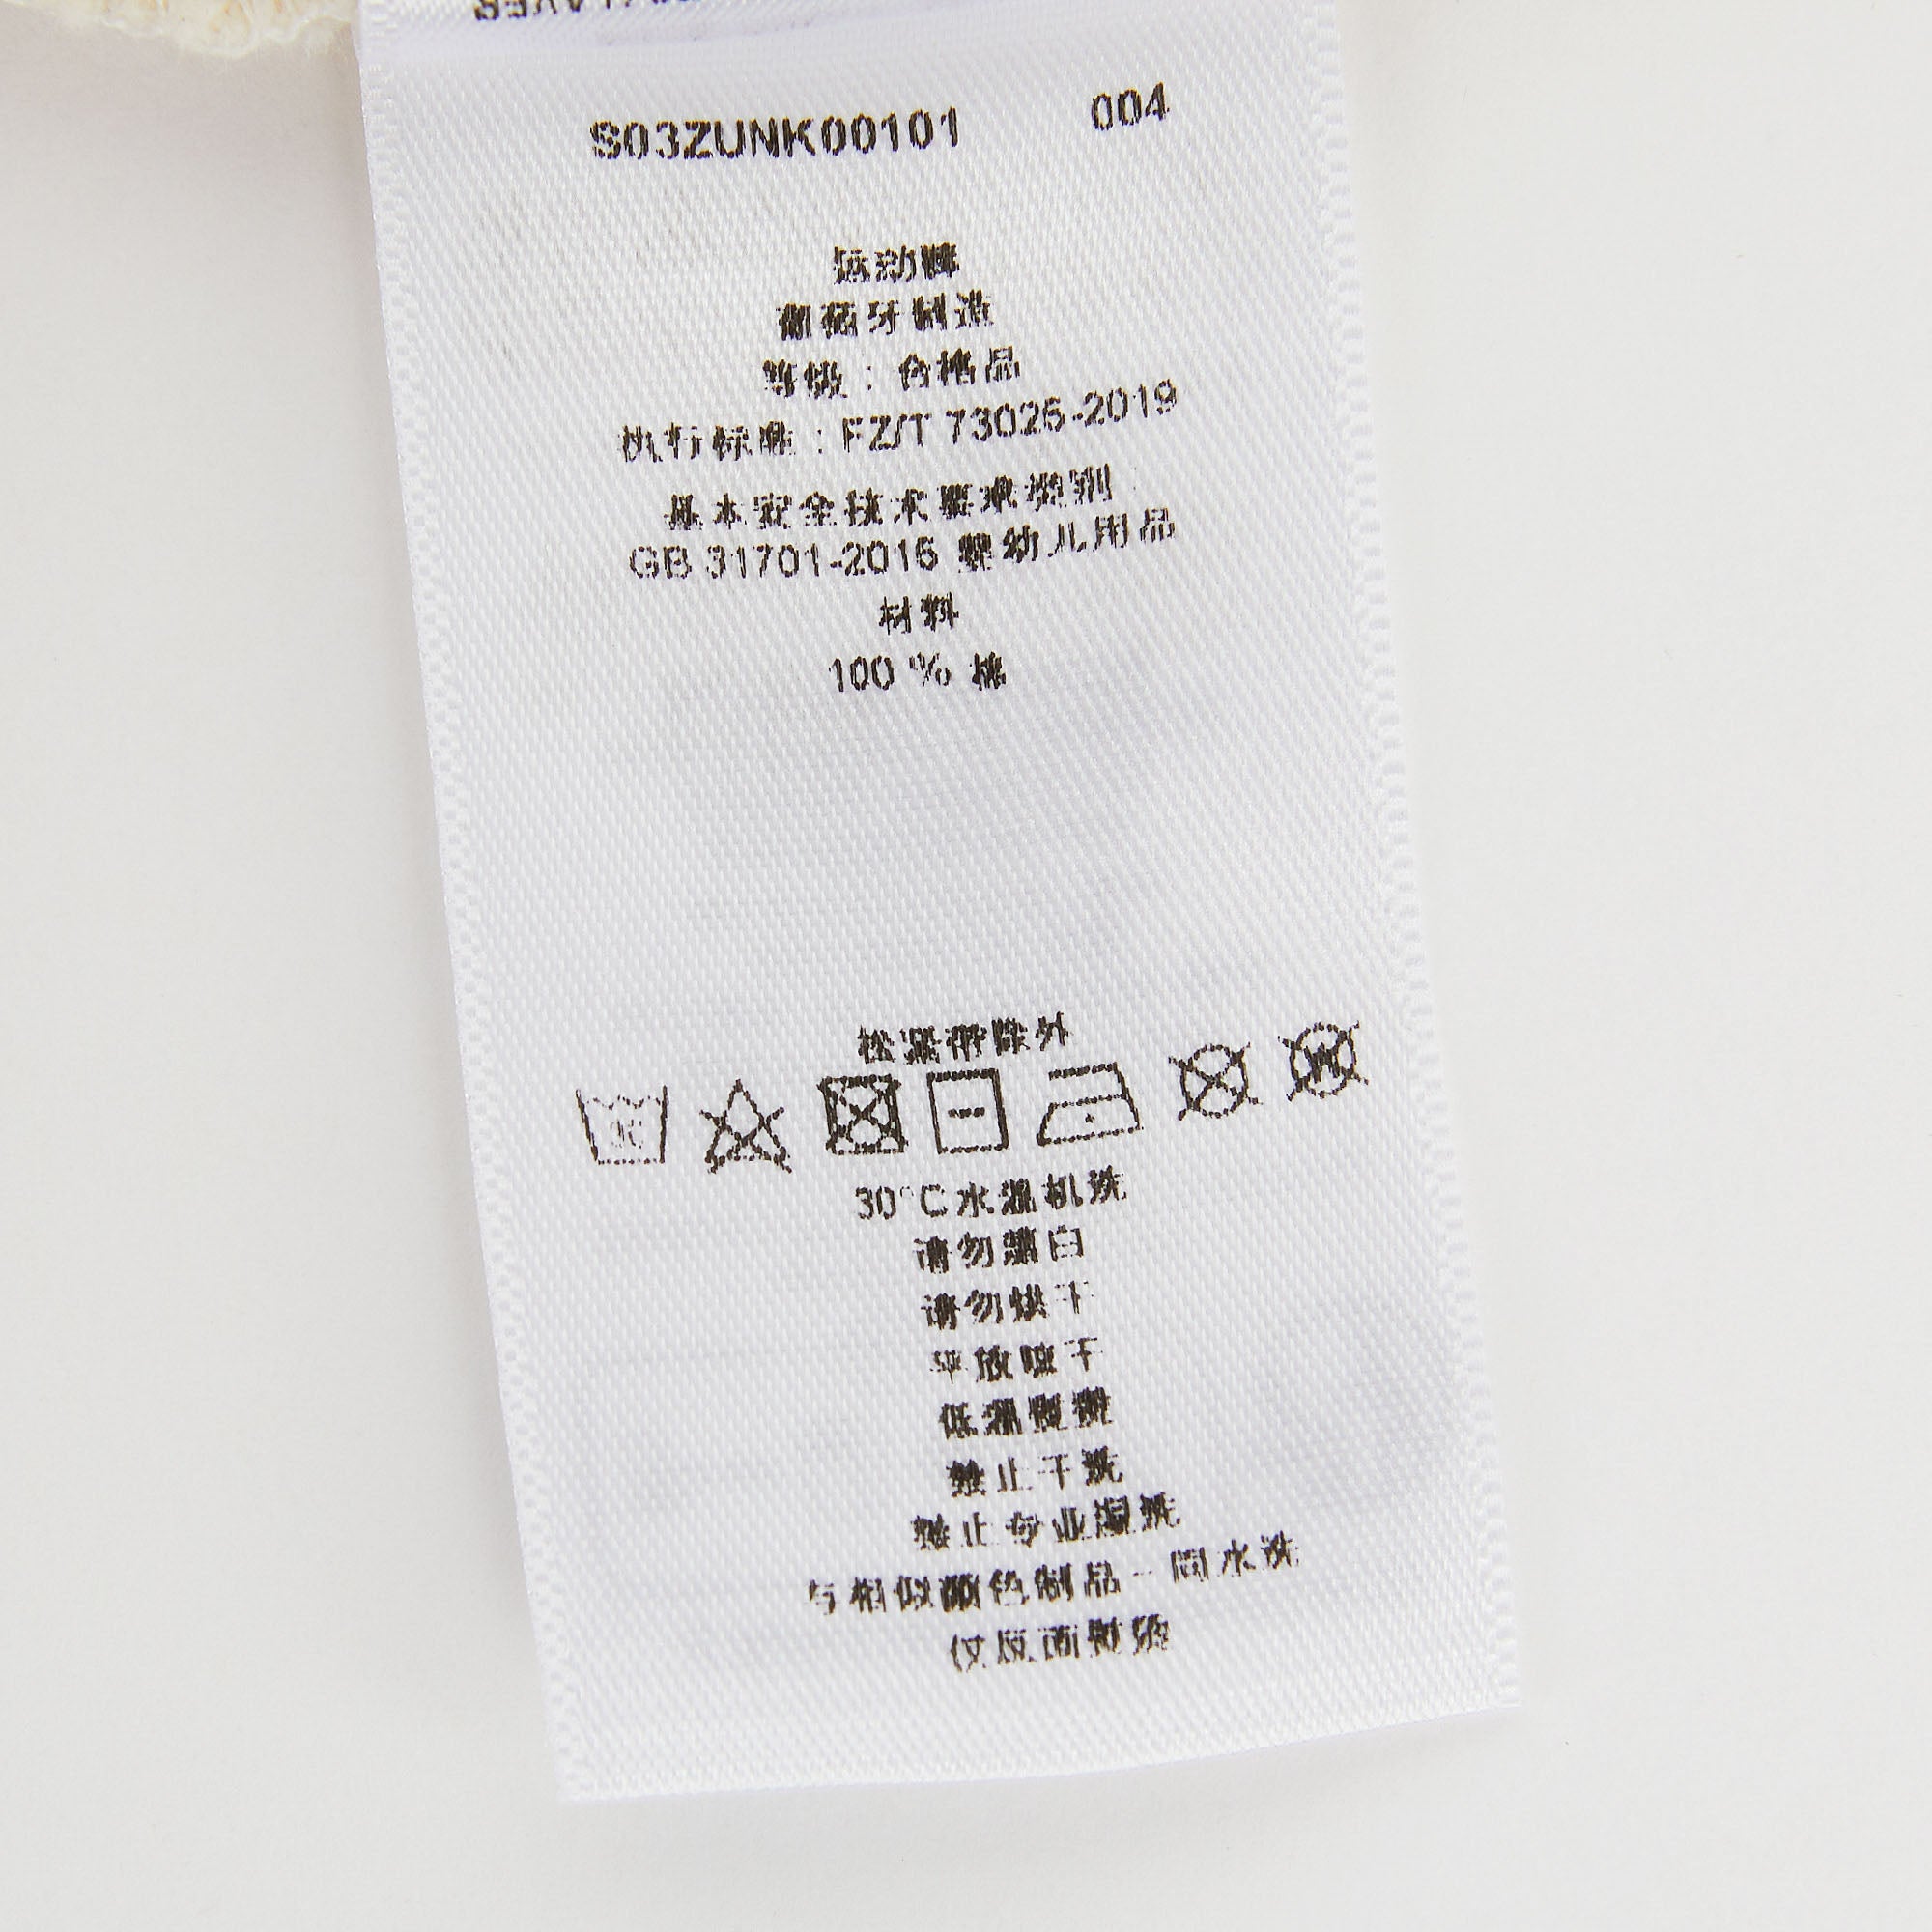 S03ZUNK00101 004
运动裤
葡萄牙制造
等级：合格品
执行标准：FZ/T 73026-2019
基本安全技术要求类别：
GB 31701-2015 婴幼儿用品
材料
100 % 棉
松紧带除外
30°C水温机洗
请勿漂白
请勿烘干
平放晾干
低温熨烫
禁止干洗
禁止专业湿洗
与相似颜色制品一同水洗
仅反面熨烫